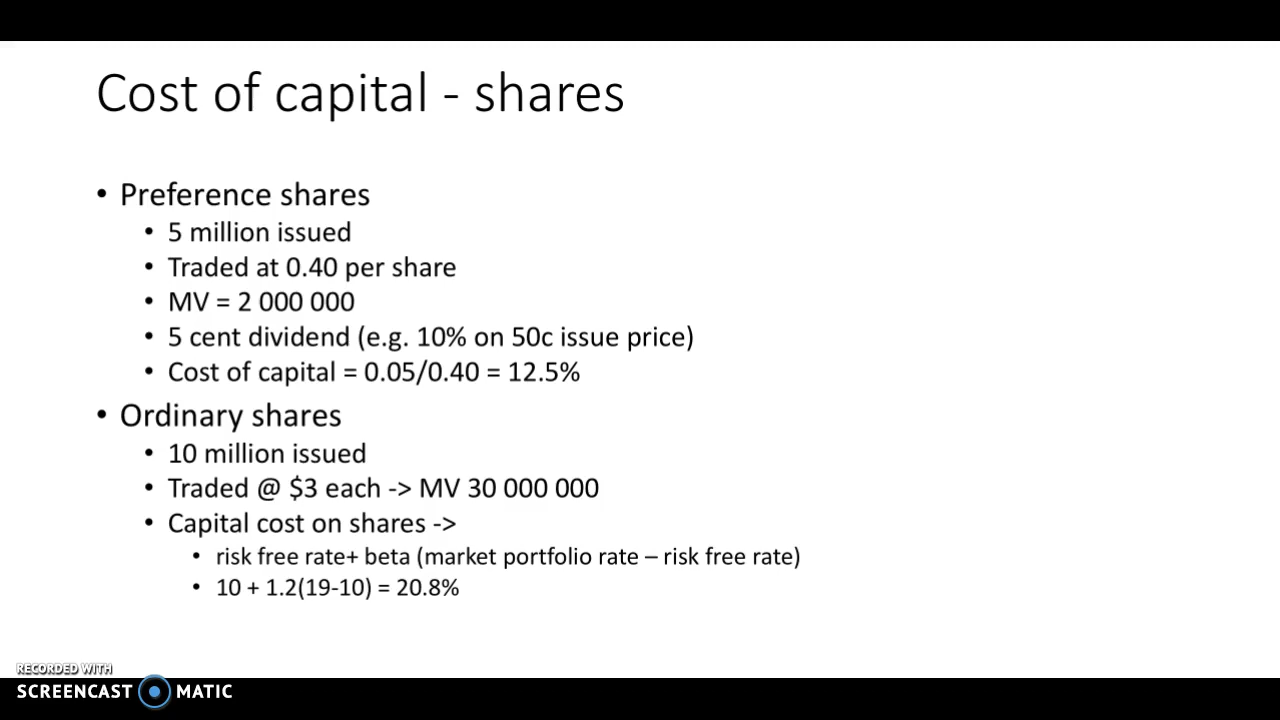 Cost of capital - shares
• Preference shares
• 5 million issued
• Traded at 0.40 per share
• MV = 2 000 000
• 5 cent dividend (e.g. 10% on 50c issue price)
• Cost of capital = 0.05/0.40 = 12.5%
• Ordinary shares
• 10 million issued
• Traded @ $3 each -> MV 30 000 000
• Capital cost on shares ->
• risk free rate+ beta (market portfolio rate – risk free rate)
• 10 + 1.2(19-10) = 20.8%
RECORDED WITH
SCREENCAST MATIC